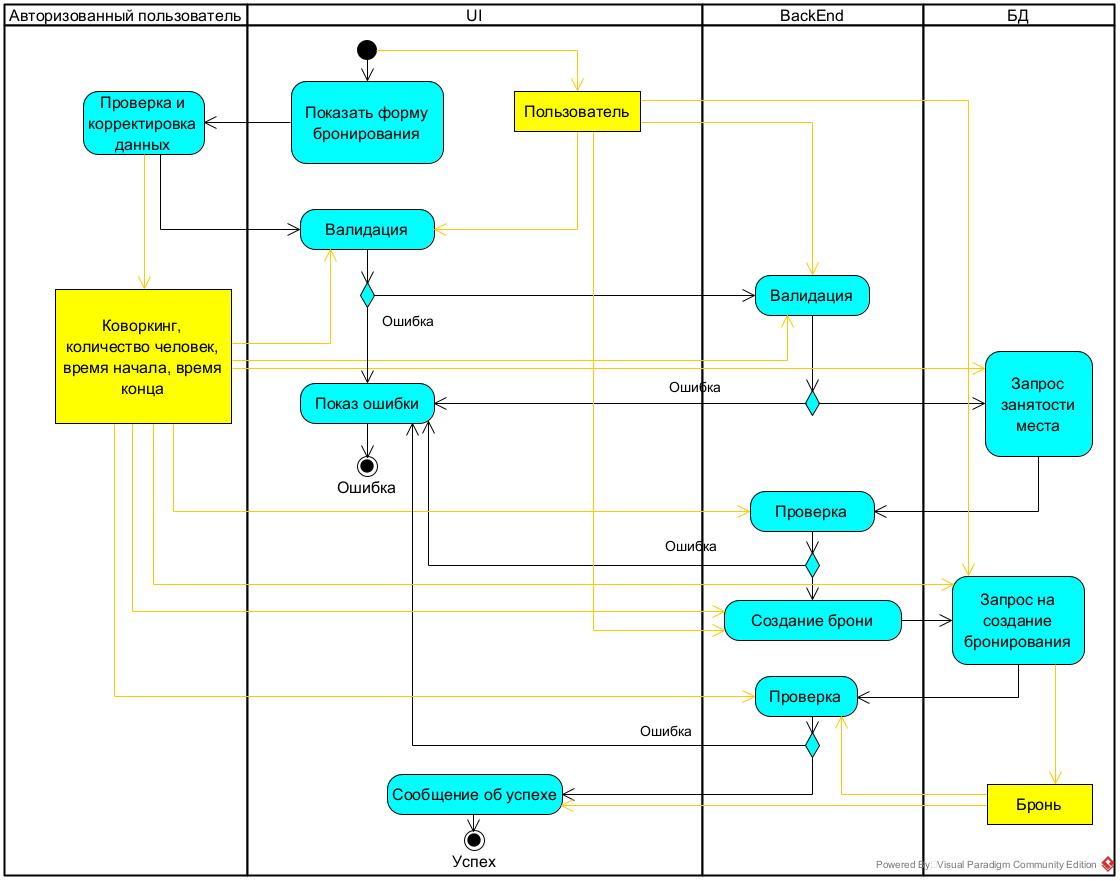 Авторизованный пользователь
UI
BackEnd
БД
Проверка и
корректировка
данных
Показать форму
бронирования
Пользователь
Валидация
Валидация
Ошибка
Коворкинг,
количество человек,
время начала, время
конца
Показ ошибки
Ошибка
Запрос
занятости
места
Ошибка
Проверка
Ошибка
Создание брони
Запрос на
создание
бронирования
Проверка
Ошибка
Сообщение об успехе
Бронь
Успех
Powered By Visual Paradigm Community Edition